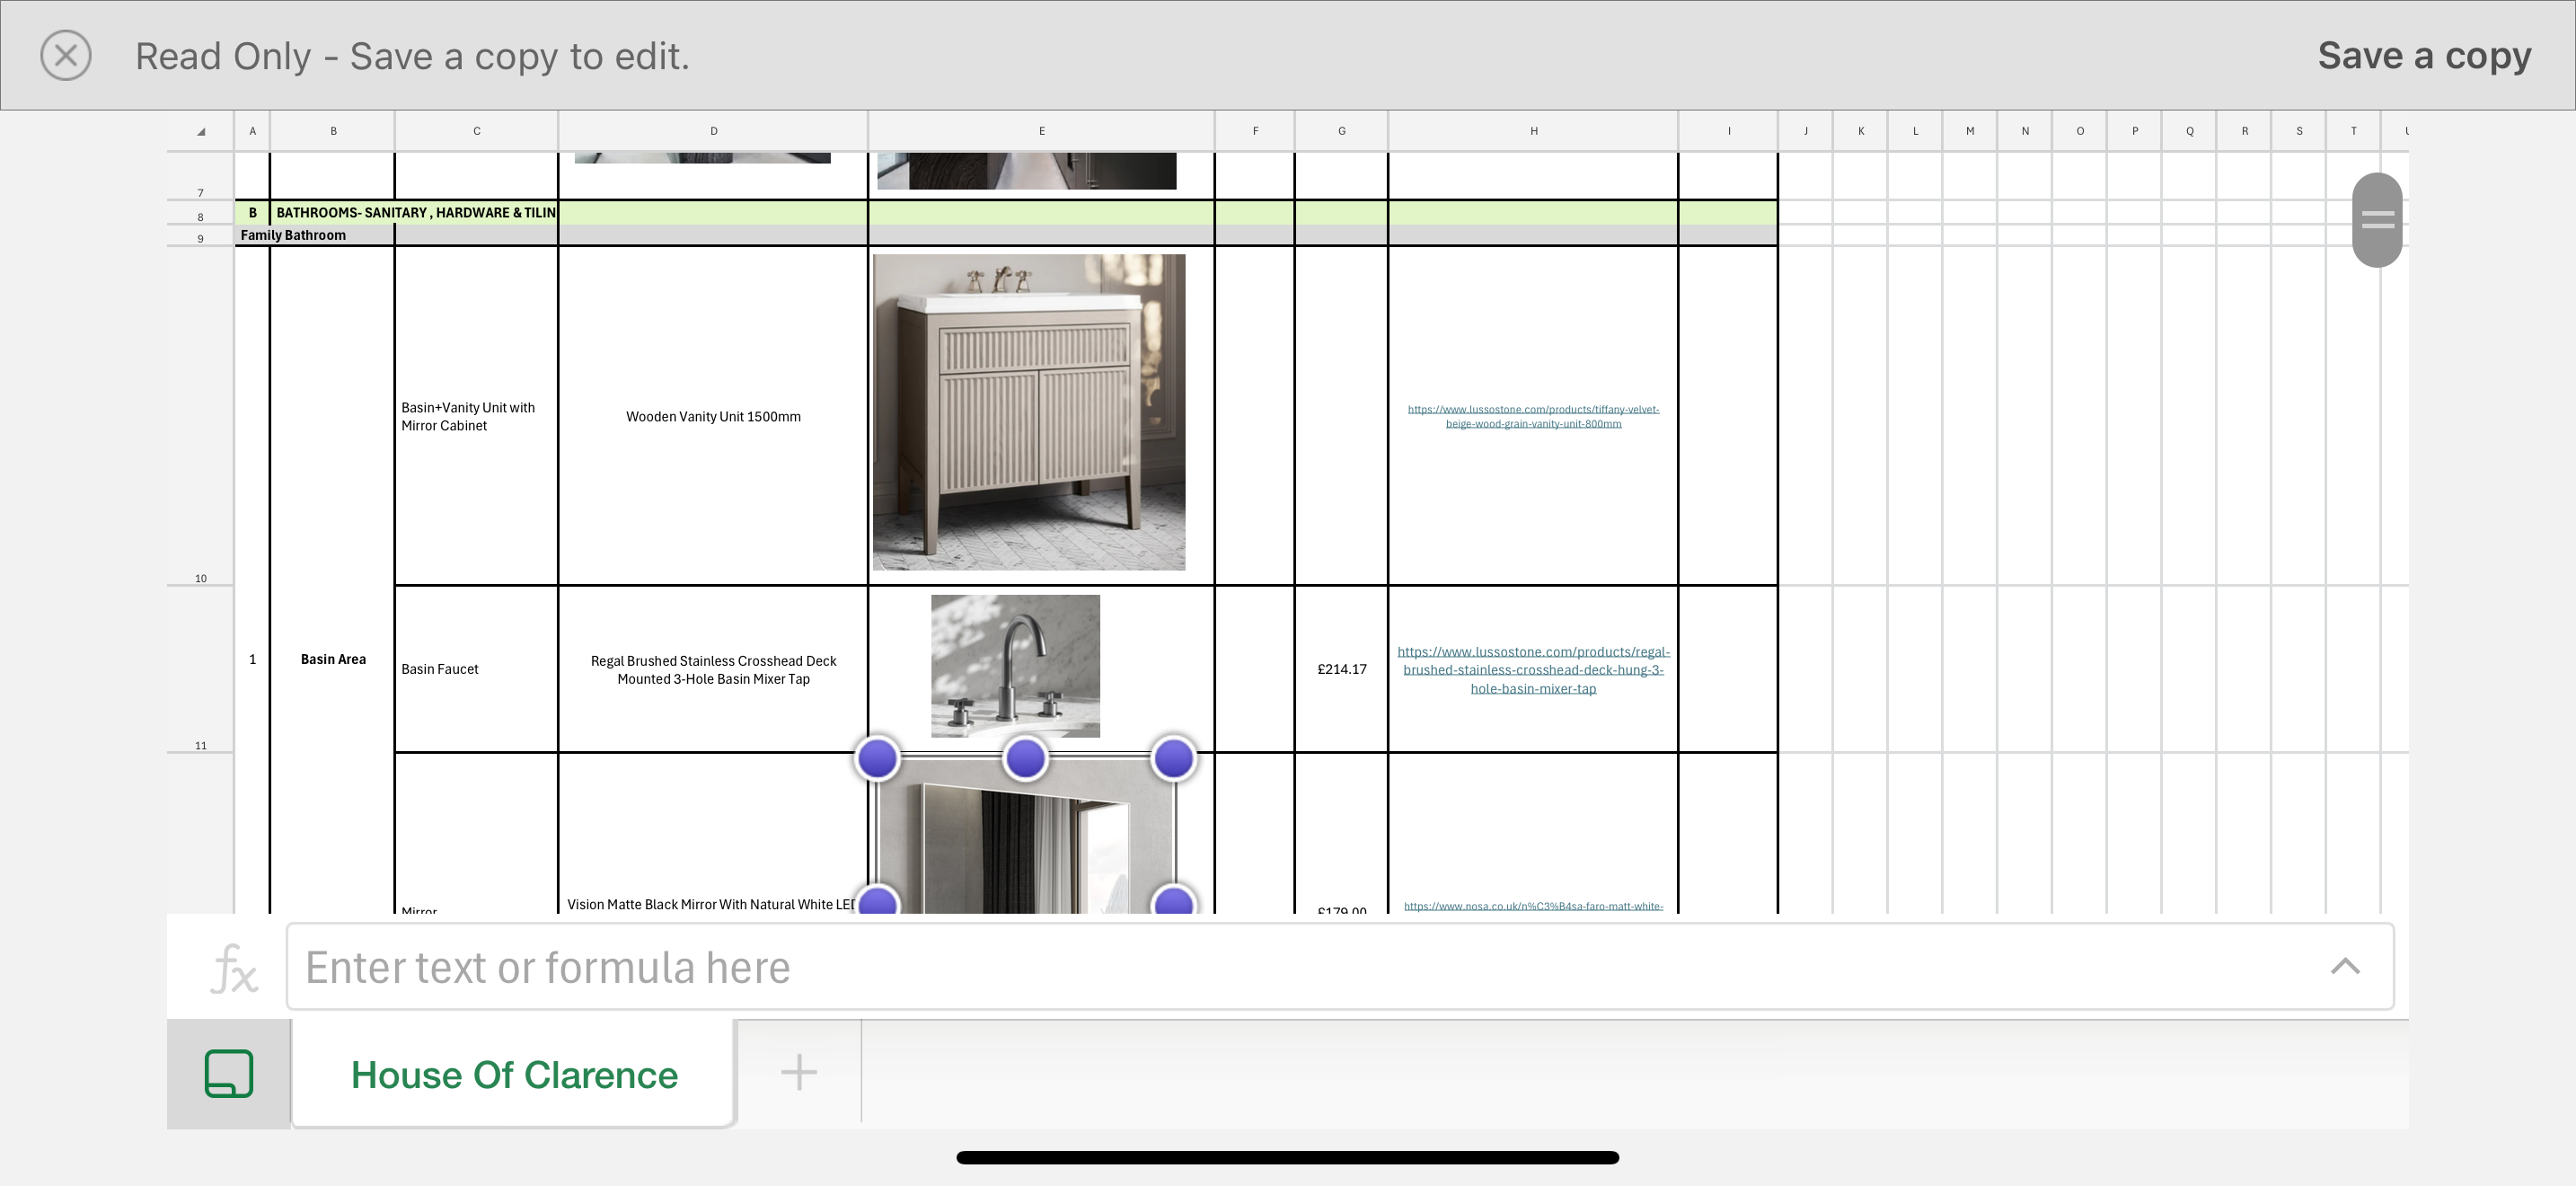 Read Only - Save a copy to edit.
Save a copy
A B C D E F G H I J K L M N O P Q R S T
7
8 B BATHROOMS- SANITARY , HARDWARE & TILIN
9 Family Bathroom
Basin+Vanity Unit with
Mirror Cabinet
Wooden Vanity Unit 1500mm
https://www.lussostone.com/products/tiffany-velvet-
beige-wood-grain-vanity-unit-800mm
10
1
Basin Area
Basin Faucet
Regal Brushed Stainless Crosshead Deck
Mounted 3-Hole Basin Mixer Tap
£214.17
https://www.lussostone.com/products/regal-
brushed-stainless-crosshead-deck-hung-3-
hole-basin-mixer-tap
11
Mirror
Vision Matte Black Mirror With Natural White LED
£179.00
https://www.nosa.co.uk/n%C3%B4sa-faro-matt-white-
fx
Enter text or formula here
House Of Clarence